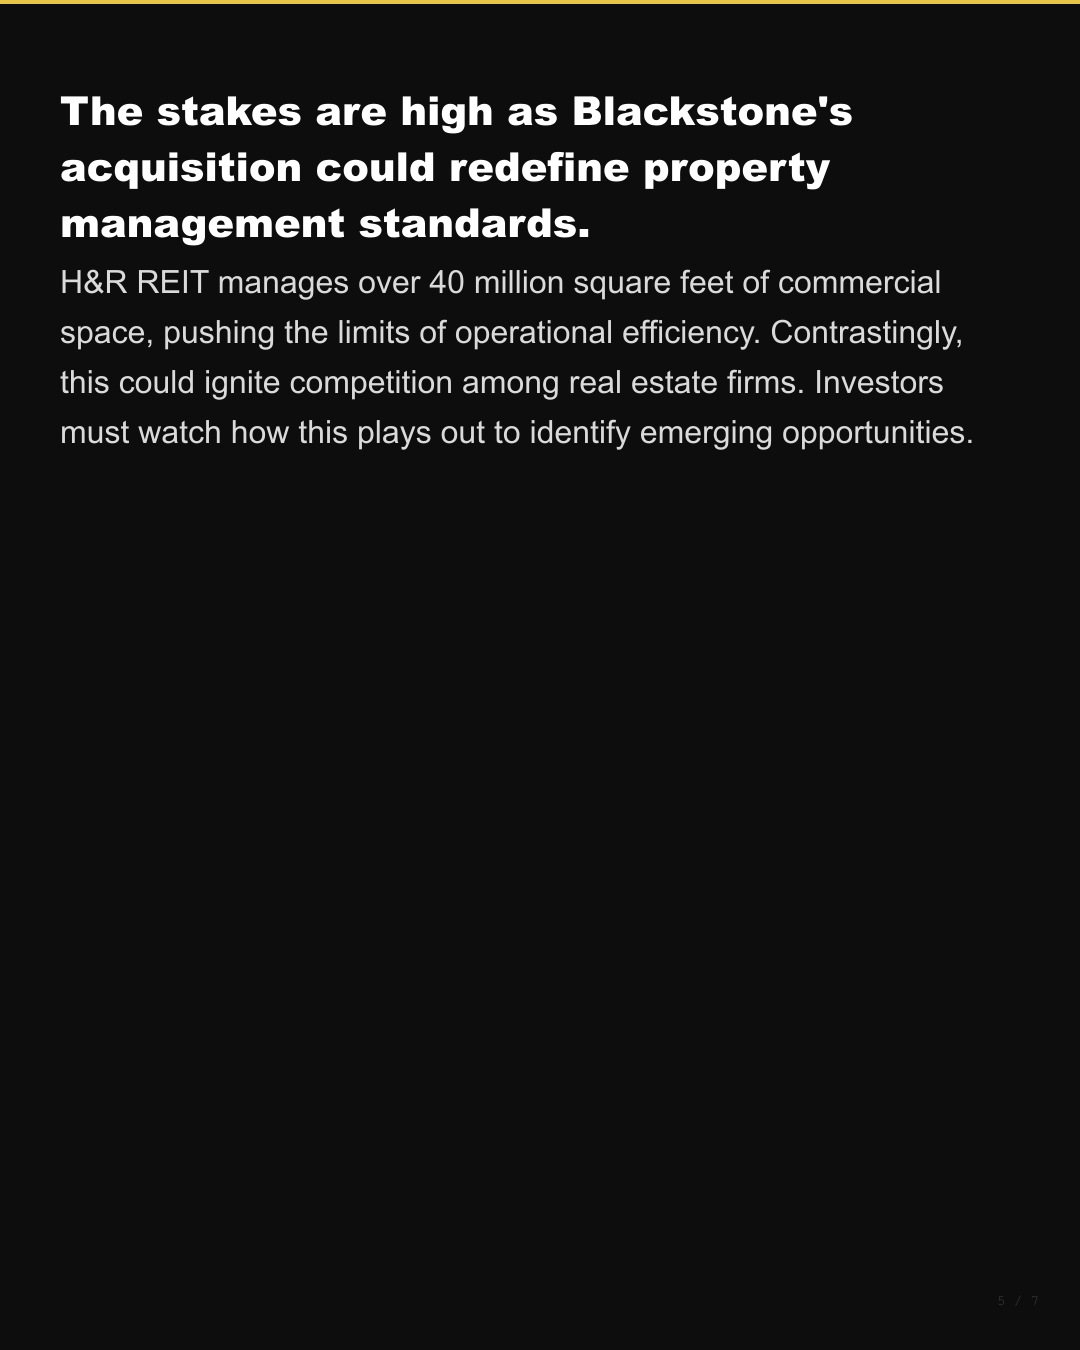 The stakes are high as Blackstone's
acquisition could redefine property
management standards.
H&R REIT manages over 40 million square feet of commercial
space, pushing the limits of operational efficiency. Contrastingly,
this could ignite competition among real estate firms. Investors
must watch how this plays out to identify emerging opportunities.
5 / 7